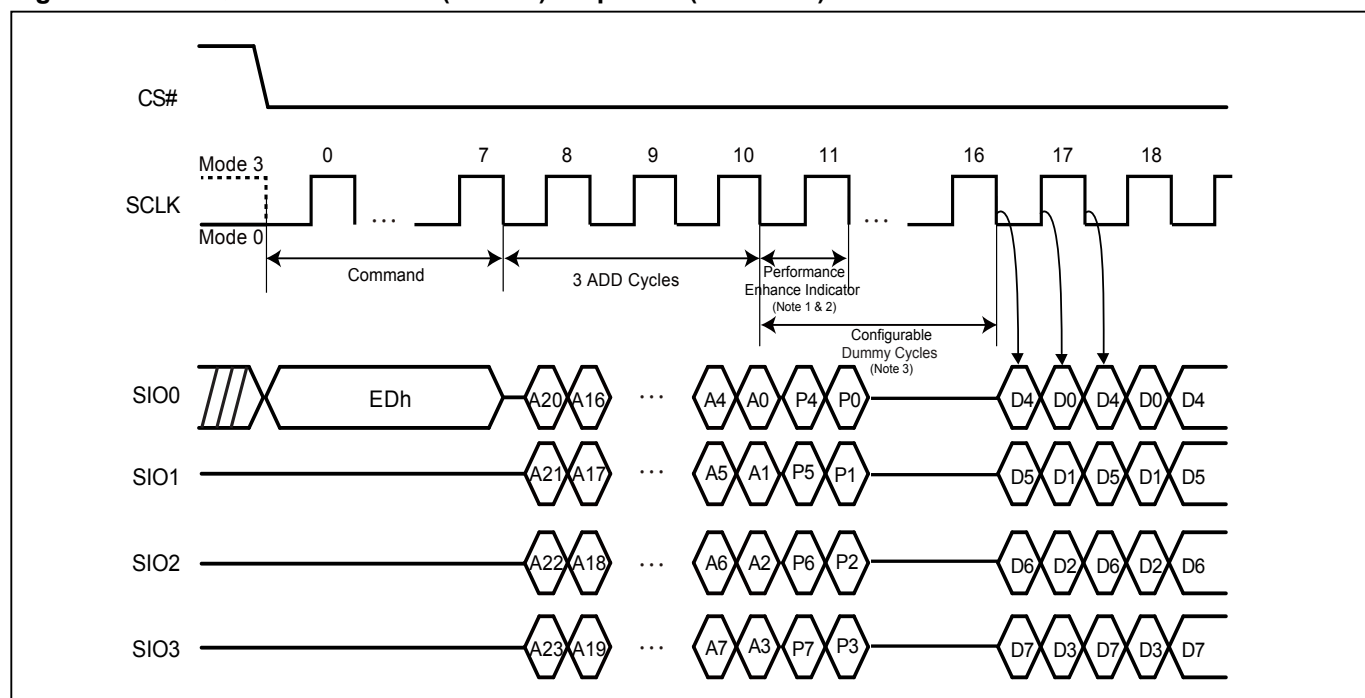 CS#
0 7 8 9 10 11 16 17 18
Mode 3
SCLK
...
...
Mode 0
Command
3 ADD Cycles
Performance
Enhance Indicator
(Note 1 & 2)
Configurable
Dummy Cycles
(Note 3)
SIO0 EDh A20 A16 ... A4 A0 P4 P0 D4 D0 D4 D0 D4
SIO1 A21 A17 ... A5 A1 P5 P1 D5 D1 D5 D1 D5
SIO2 A22 A18 ... A6 A2 P6 P2 D6 D2 D6 D2 D6
SIO3 A23 A19 ... A7 A3 P7 P3 D7 D3 D7 D3 D7